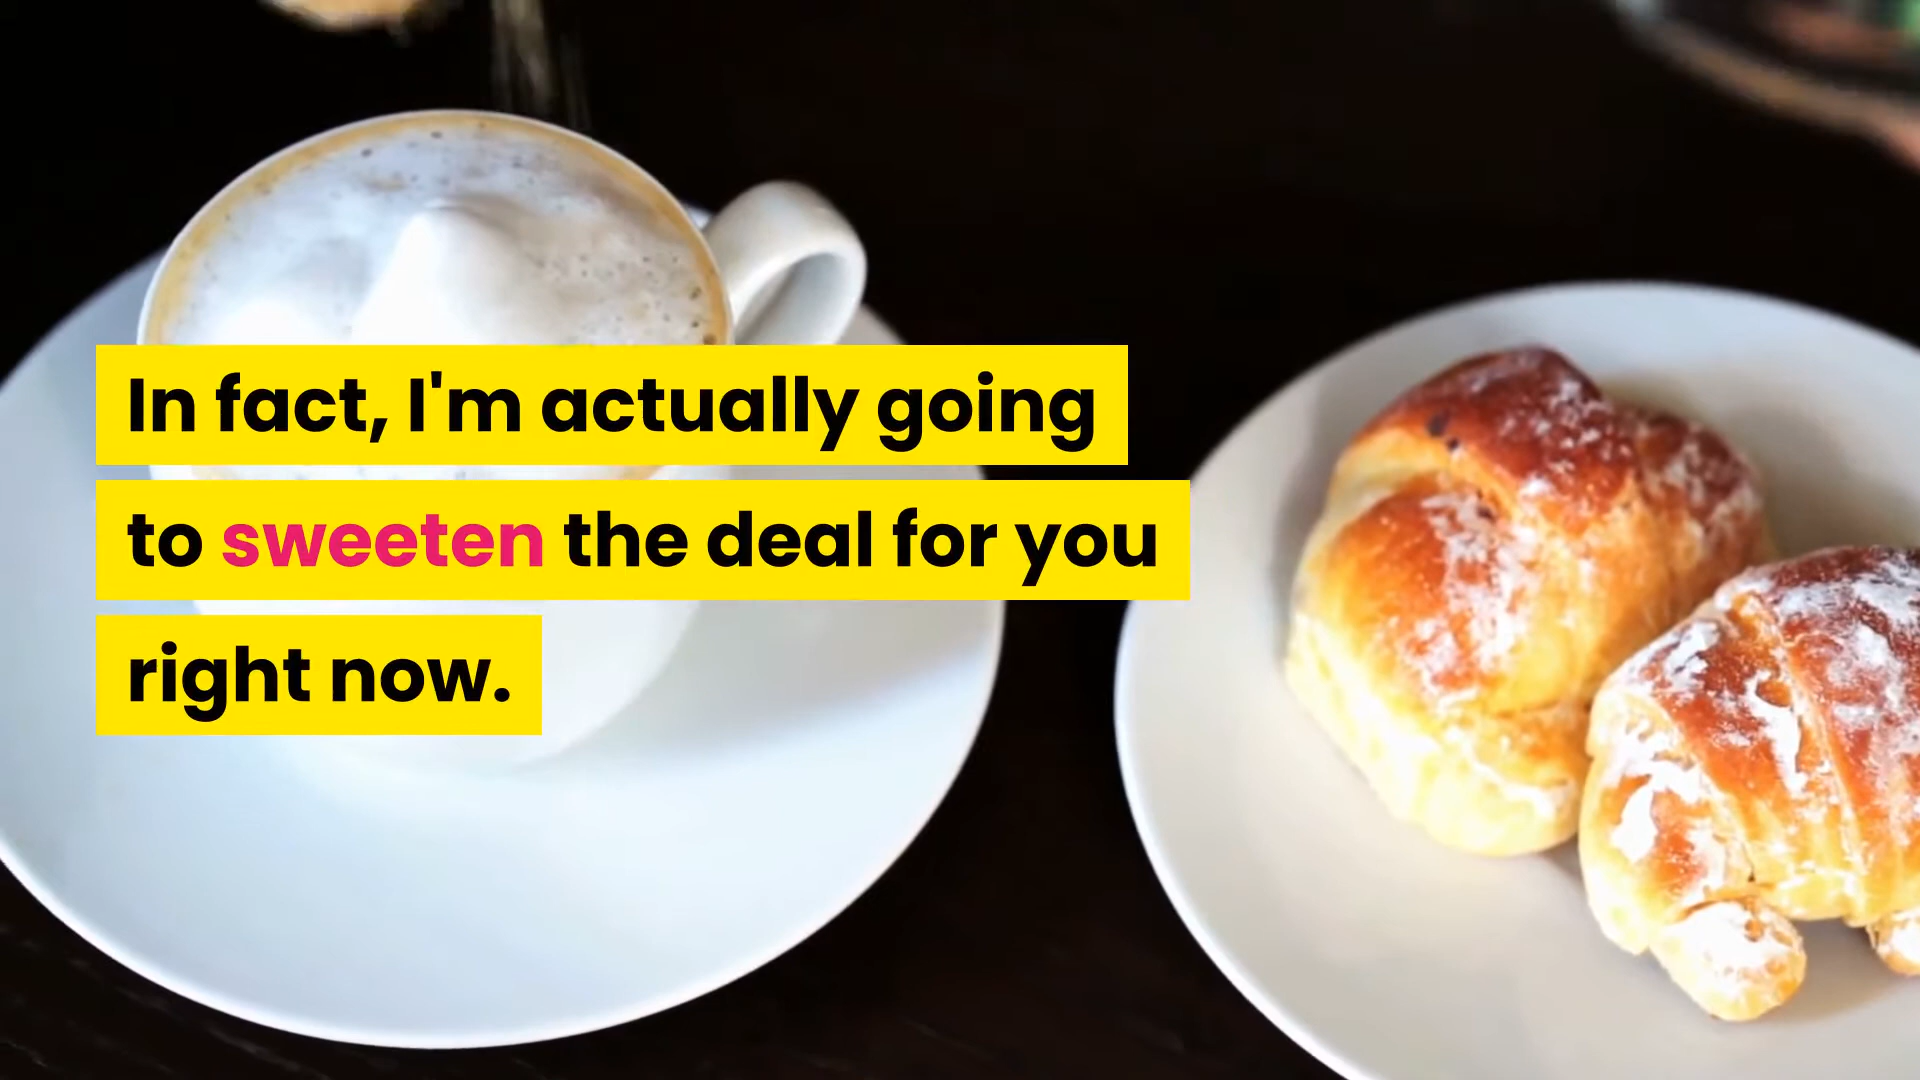 In fact, I'm actually going
to sweeten the deal for you
right now.